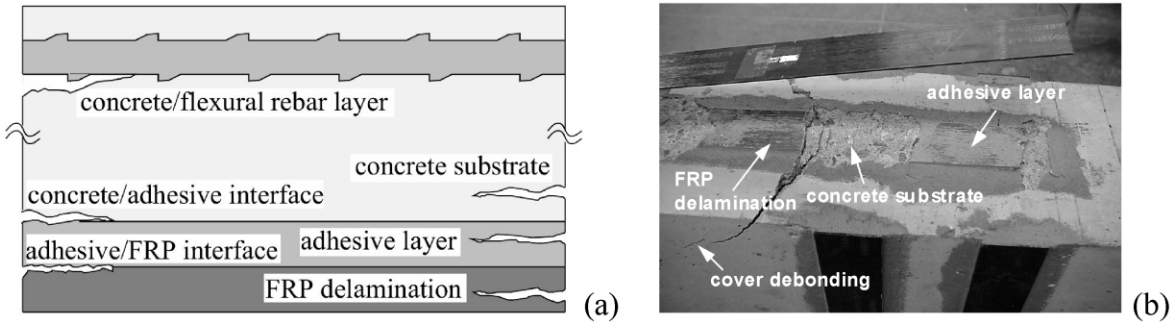 concrete/flexural rebar layer
concrete substrate
concrete/adhesive interface
adhesive layer
adhesive/FRP interface
FRP delamination
(a)
adhesive layer
FRP
delamination
concrete substrate
cover debonding
(b)